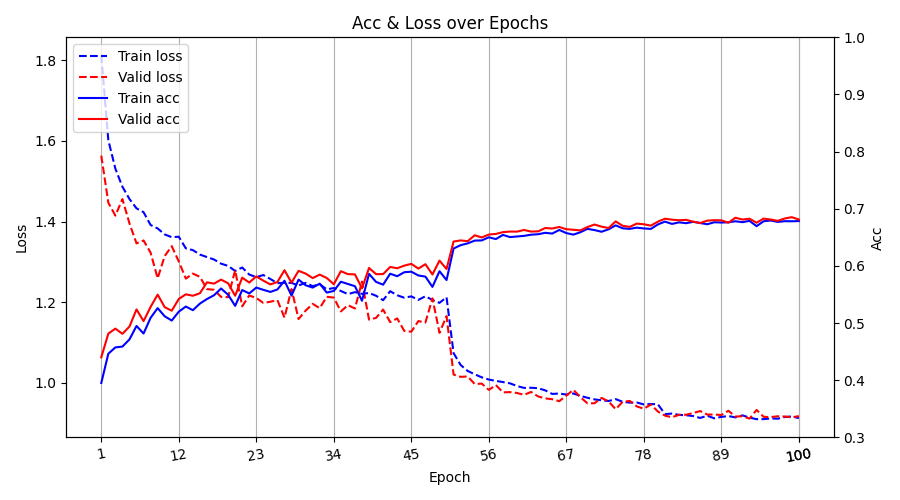 Acc & Loss over Epochs
Train loss
Valid loss
Train acc
Valid acc
Loss
1.8
1.6
1.4
1.2
1.0
Acc
1.0
0.9
0.8
0.7
0.6
0.5
0.4
0.3
1 12 23 34 45 56 67 78 89 100
Epoch